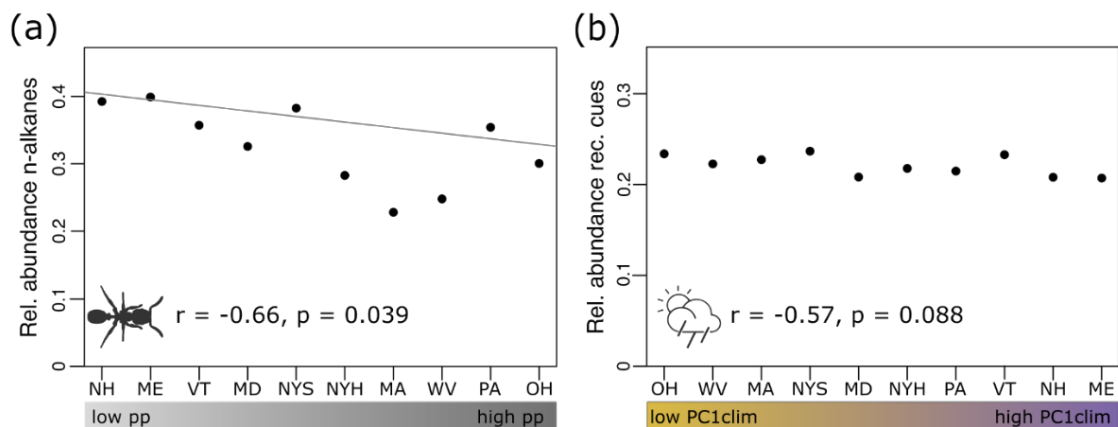 (a)
Rel. abundance n-alkanes
0.4
0.3
0.2
0.1
0
r = -0.66, p = 0.039
NH ME VT MD NYS NYH MA WV PA OH
low pp high pp
(b)
Rel. abundance rec. cues
0.3
0.2
0.1
0
r = -0.57, p = 0.088
OH WV MA NYS MD NYH PA VT NH ME
low PC1clim high PC1clim